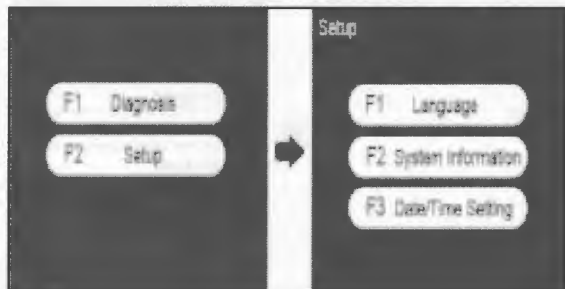 F1 Diagnosis
F2 Setup
Setup
F1 Language
F2 System Information
F3 Date/Time Setting